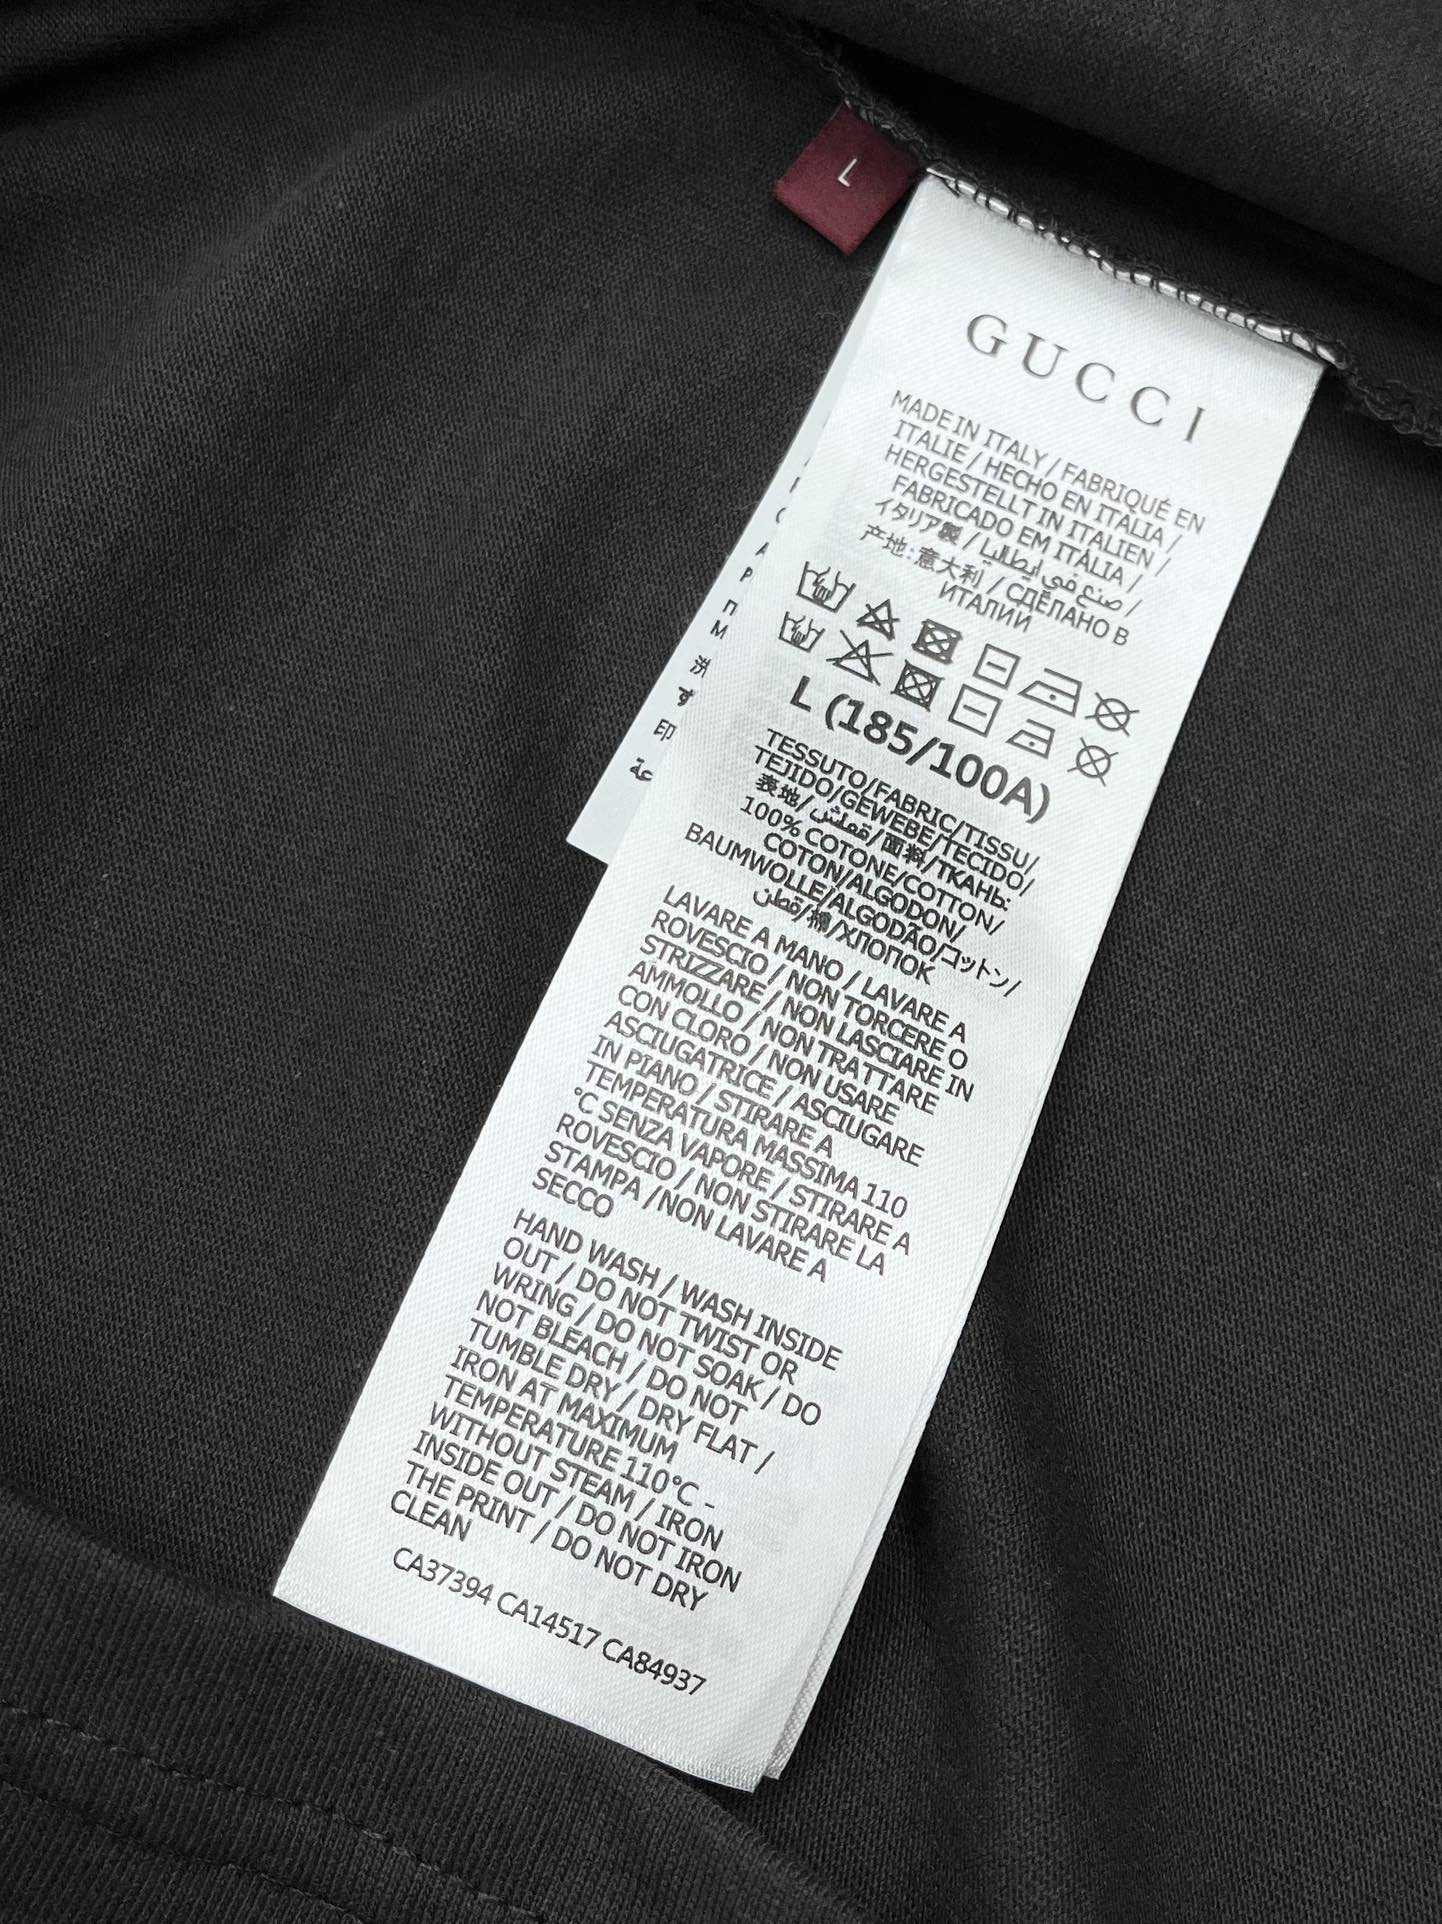 L
GUCCI
MADE IN ITALY / FABRIQUÉ EN
ITALIE / HECHO EN ITALIA /
HERGESTELLT IN ITALIEN /
FABRICADO EM ITÁLIA /
イタリア製 / صنع في إيطاليا /
产地: 意大利 / СДЕЛАНО В
ИТАЛИИ
L (185/100A)
TESSUTO/FABRIC/TISSU/
TEJIDO/GEWEBE/TECIDO/
表地/قماش/面料/ТКАНЬ:
100% COTONE/COTTON/
COTON/ALGODON/
BAUMWOLLE/ALGODÃO/コットン/
قطن/棉/ХЛОПОК
LAVARE A MANO / LAVARE A
ROVESCIO / NON TORCERE O
STRIZZARE / NON LASCIARE IN
AMMOLLO / NON TRATTARE
CON CLORO / NON USARE
ASCIUGATRICE / ASCIUGARE
IN PIANO / STIRARE A
TEMPERATURA MASSIMA 110
°C SENZA VAPORE / STIRARE A
ROVESCIO / NON STIRARE LA
STAMPA /NON LAVARE A
SECCO
HAND WASH / WASH INSIDE
OUT / DO NOT TWIST OR
WRING / DO NOT SOAK / DO
NOT BLEACH / DO NOT
TUMBLE DRY / DRY FLAT /
IRON AT MAXIMUM
TEMPERATURE 110°C -
WITHOUT STEAM / IRON
INSIDE OUT / DO NOT IRON
THE PRINT / DO NOT DRY
CLEAN
CA37394 CA14517 CA84937